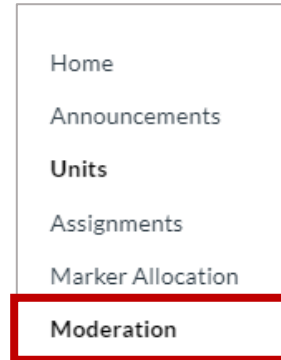 Home
Announcements
Units
Assignments
Marker Allocation
Moderation